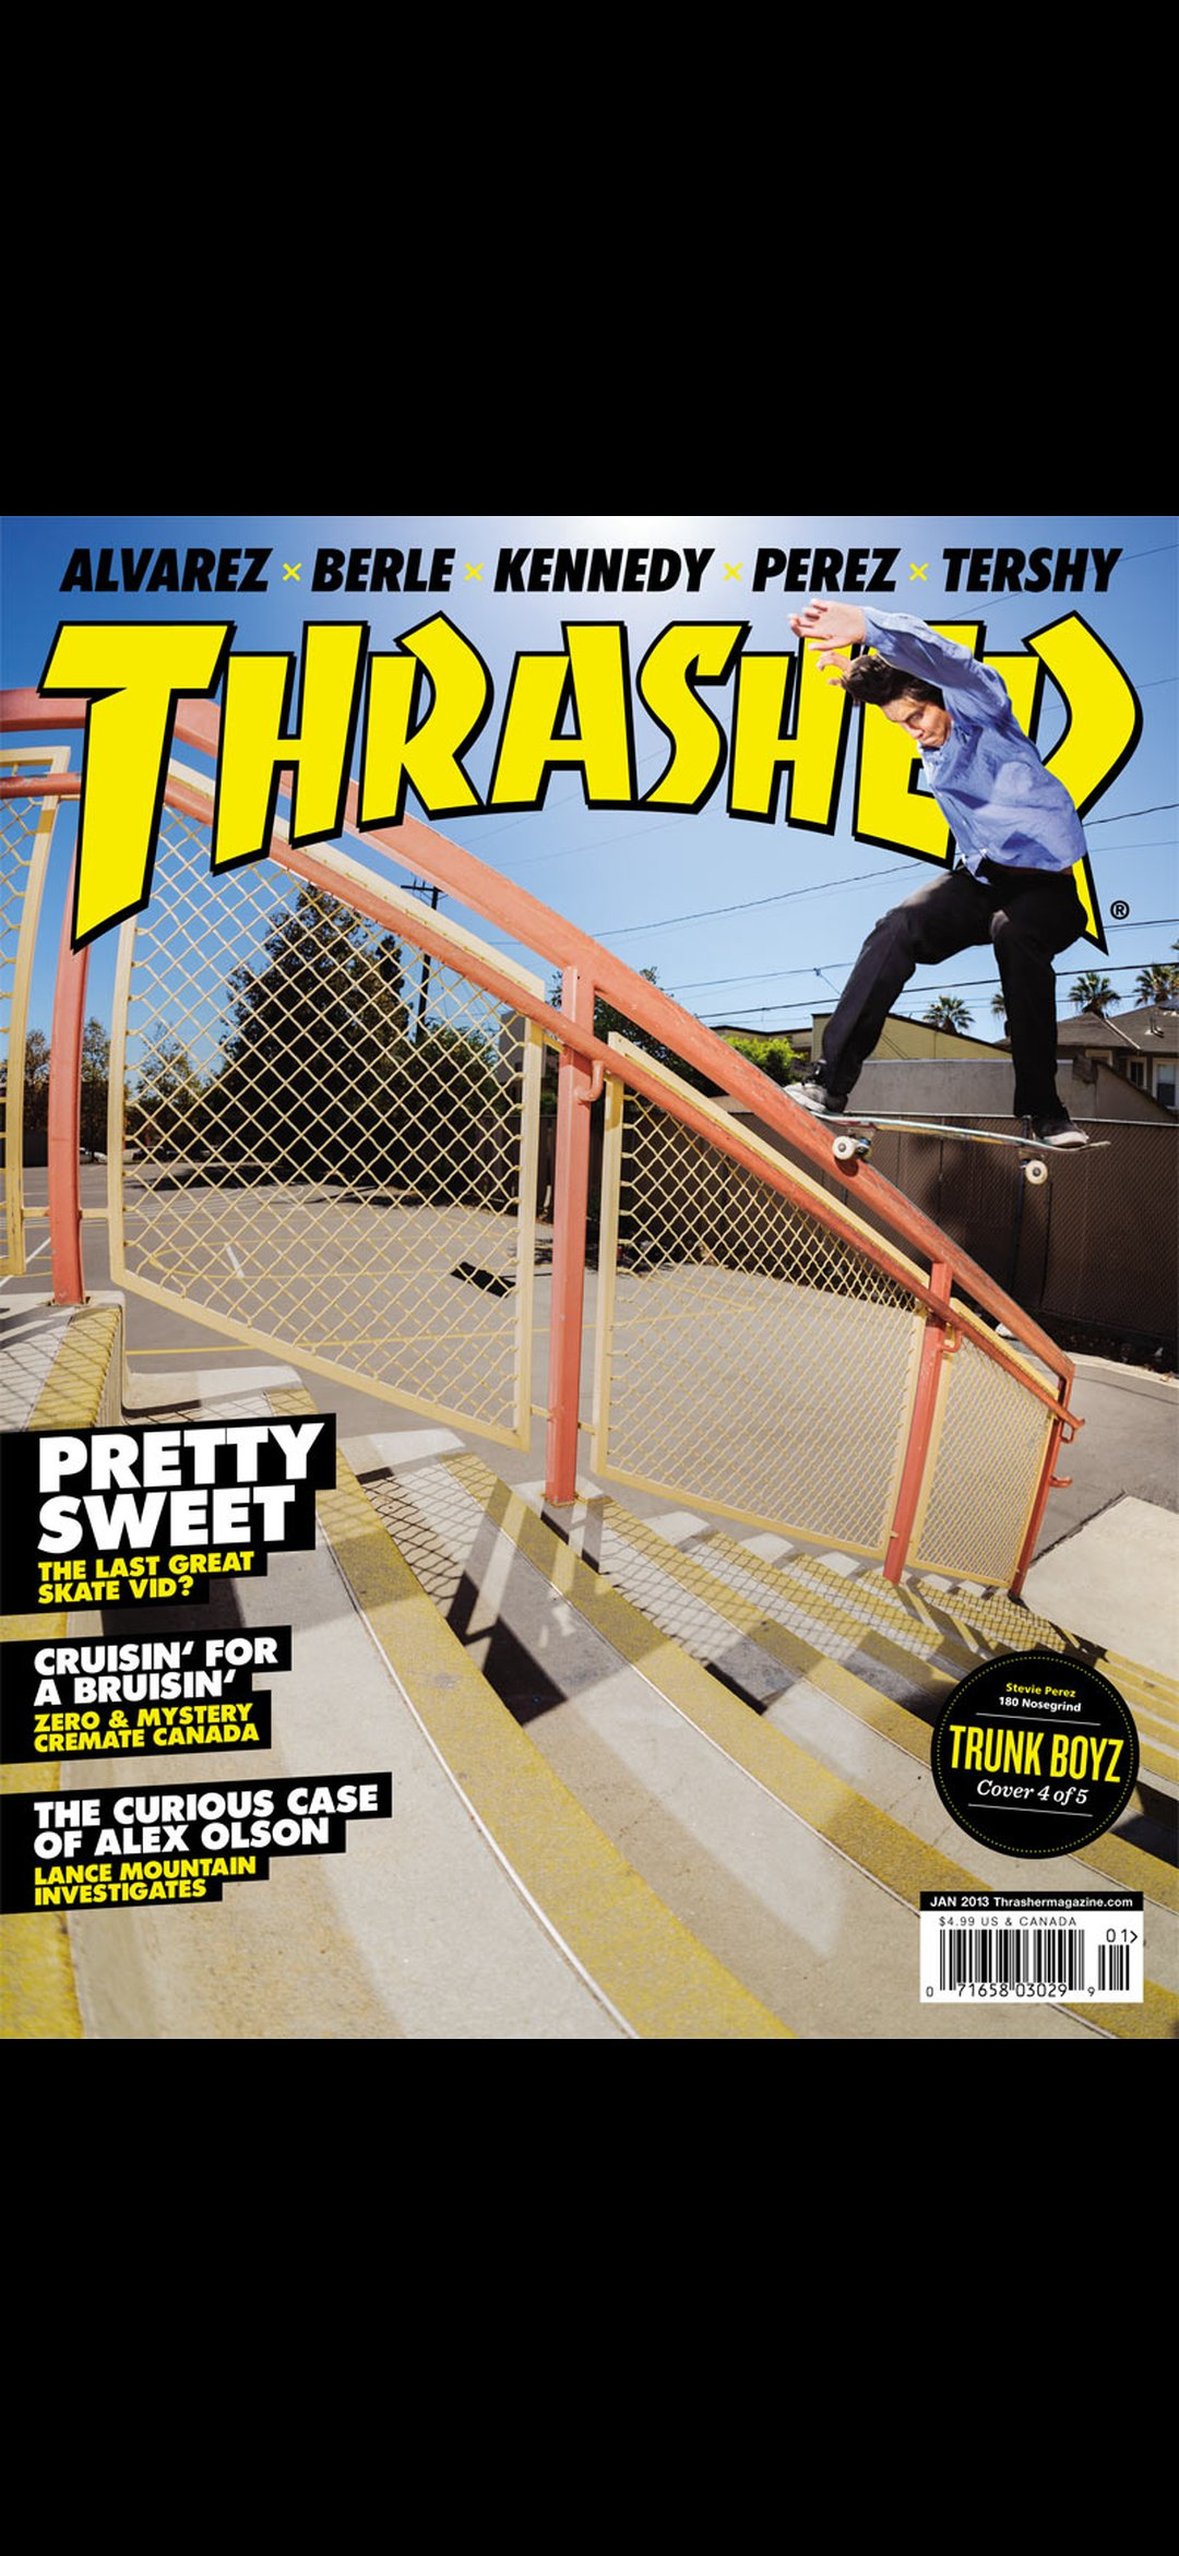 ALVAREZ × BERLE × KENNEDY × PEREZ × TERSHY
THRASHER
®
PRETTY
SWEET
THE LAST GREAT
SKATE VID?
CRUISIN' FOR
A BRUISIN'
ZERO & MYSTERY
CREMATE CANADA
THE CURIOUS CASE
OF ALEX OLSON
LANCE MOUNTAIN
INVESTIGATES
Stevie Perez
180 Nosegrind
TRUNK BOYZ
Cover 4 of 5
JAN 2013 Thrashermagazine.com
$4.99 US & CANADA
01>
0 71658 03029 9